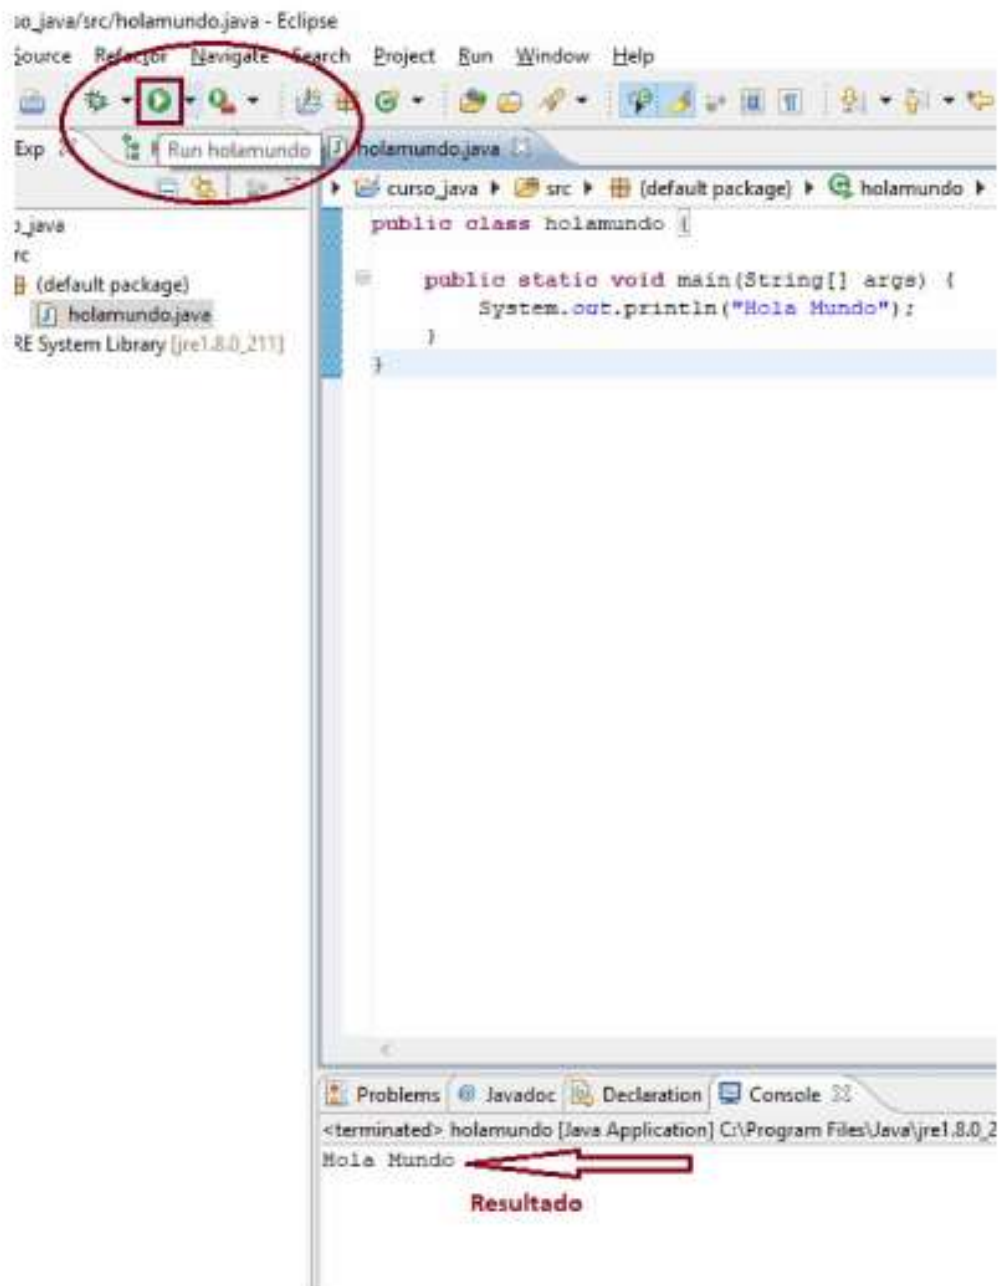 so_java/src/holamundo.java - Eclipse
Source Refactor Navigate Search Project Run Window Help
Exp
Run holamundo
holamundo.java
curso_java src (default package) holamundo
o_java
rc
(default package)
holamundo.java
RE System Library [jre1.8.0_211]
public class holamundo {
public static void main(String[] args) {
System.out.println("Hola Mundo");
}
}
Problems @ Javadoc Declaration Console
<terminated> holamundo [Java Application] C:\Program Files\Java\jre1.8.0_2
Hola Mundo
Resultado